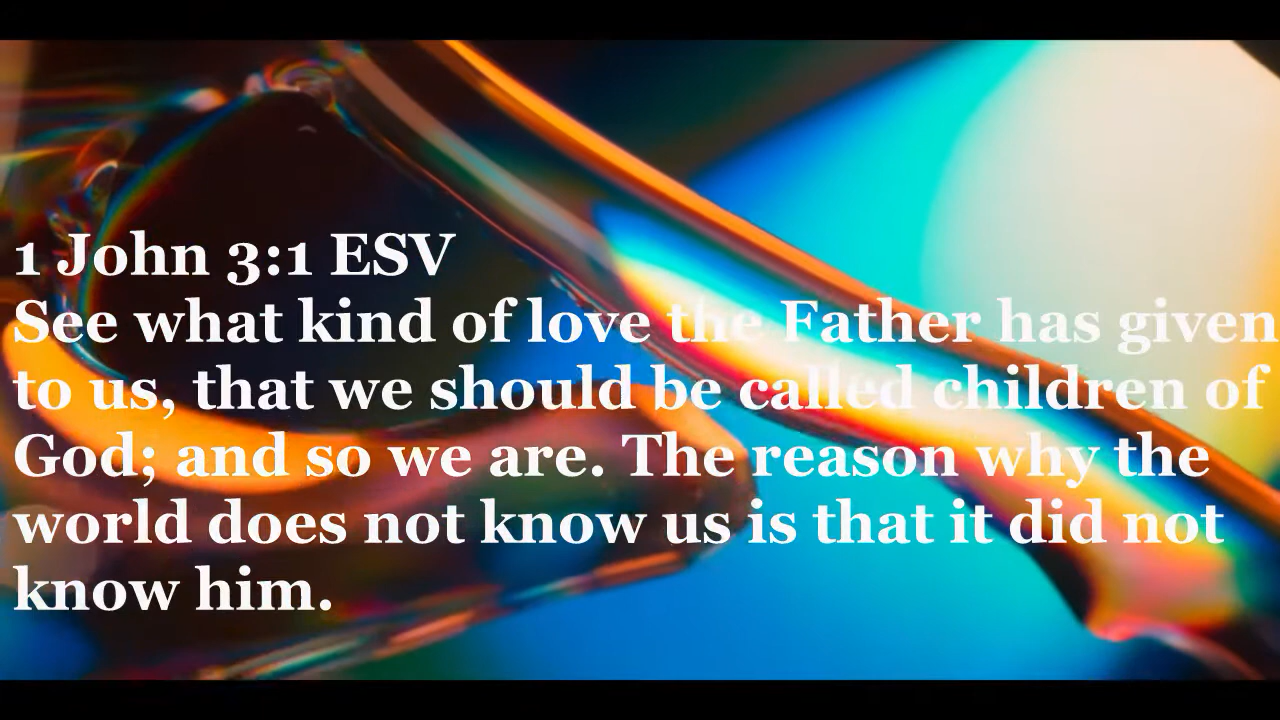 1 John 3:1 ESV
See what kind of love the Father has given
to us, that we should be called children of
God; and so we are. The reason why the
world does not know us is that it did not
know him.